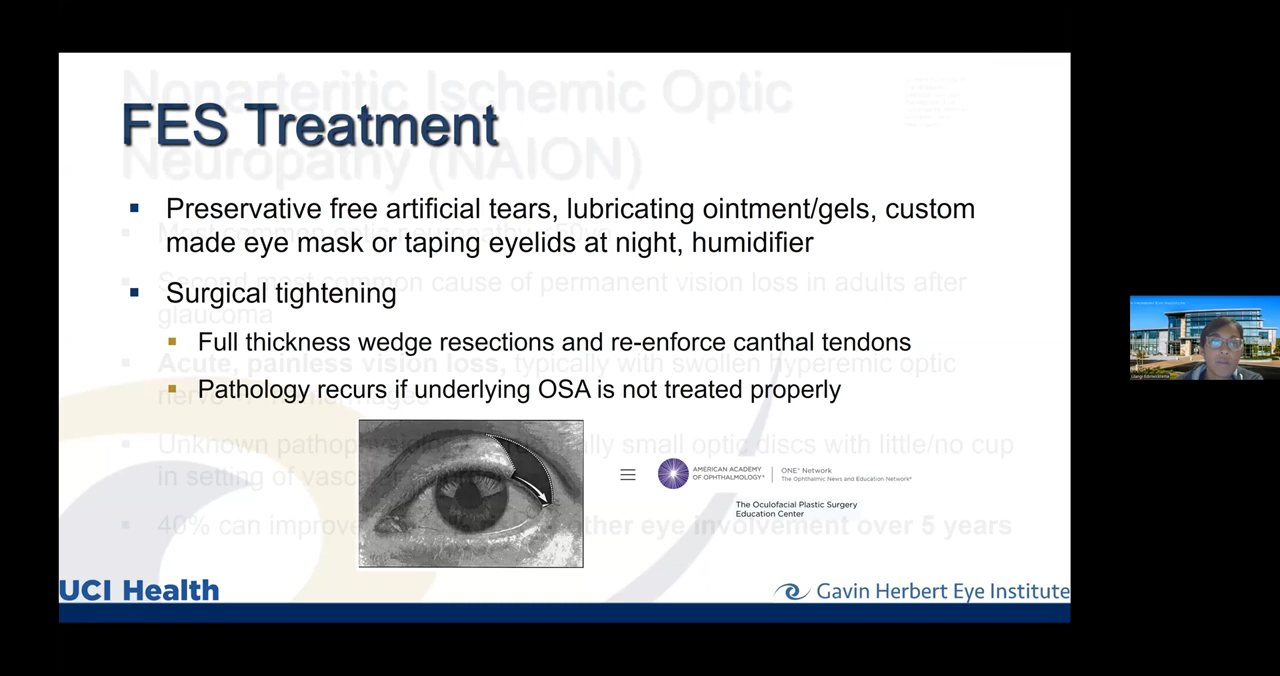 Nonarteritic Ischemic Optic
Neuropathy (NAION)
FES Treatment
Preservative free artificial tears, lubricating ointment/gels, custom
made eye mask or taping eyelids at night, humidifier
Most common optic neuropathy
Second most common cause of permanent vision loss in adults after
glaucoma
Surgical tightening
Full thickness wedge resections and re-enforce canthal tendons
Acute, painless vision loss, typically with swollen hyperemic optic
Pathology recurs if underlying OSA is not treated properly
Unknown small optic discs with little/no cup
in setting of
40% can improve eye involvement over 5 years
AMERICAN ACADEMY
OF OPHTHALMOLOGY®
ONE® Network
The Ophthalmic News and Education Network®
The Oculofacial Plastic Surgery
Education Center
UCI Health
Gavin Herbert Eye Institute